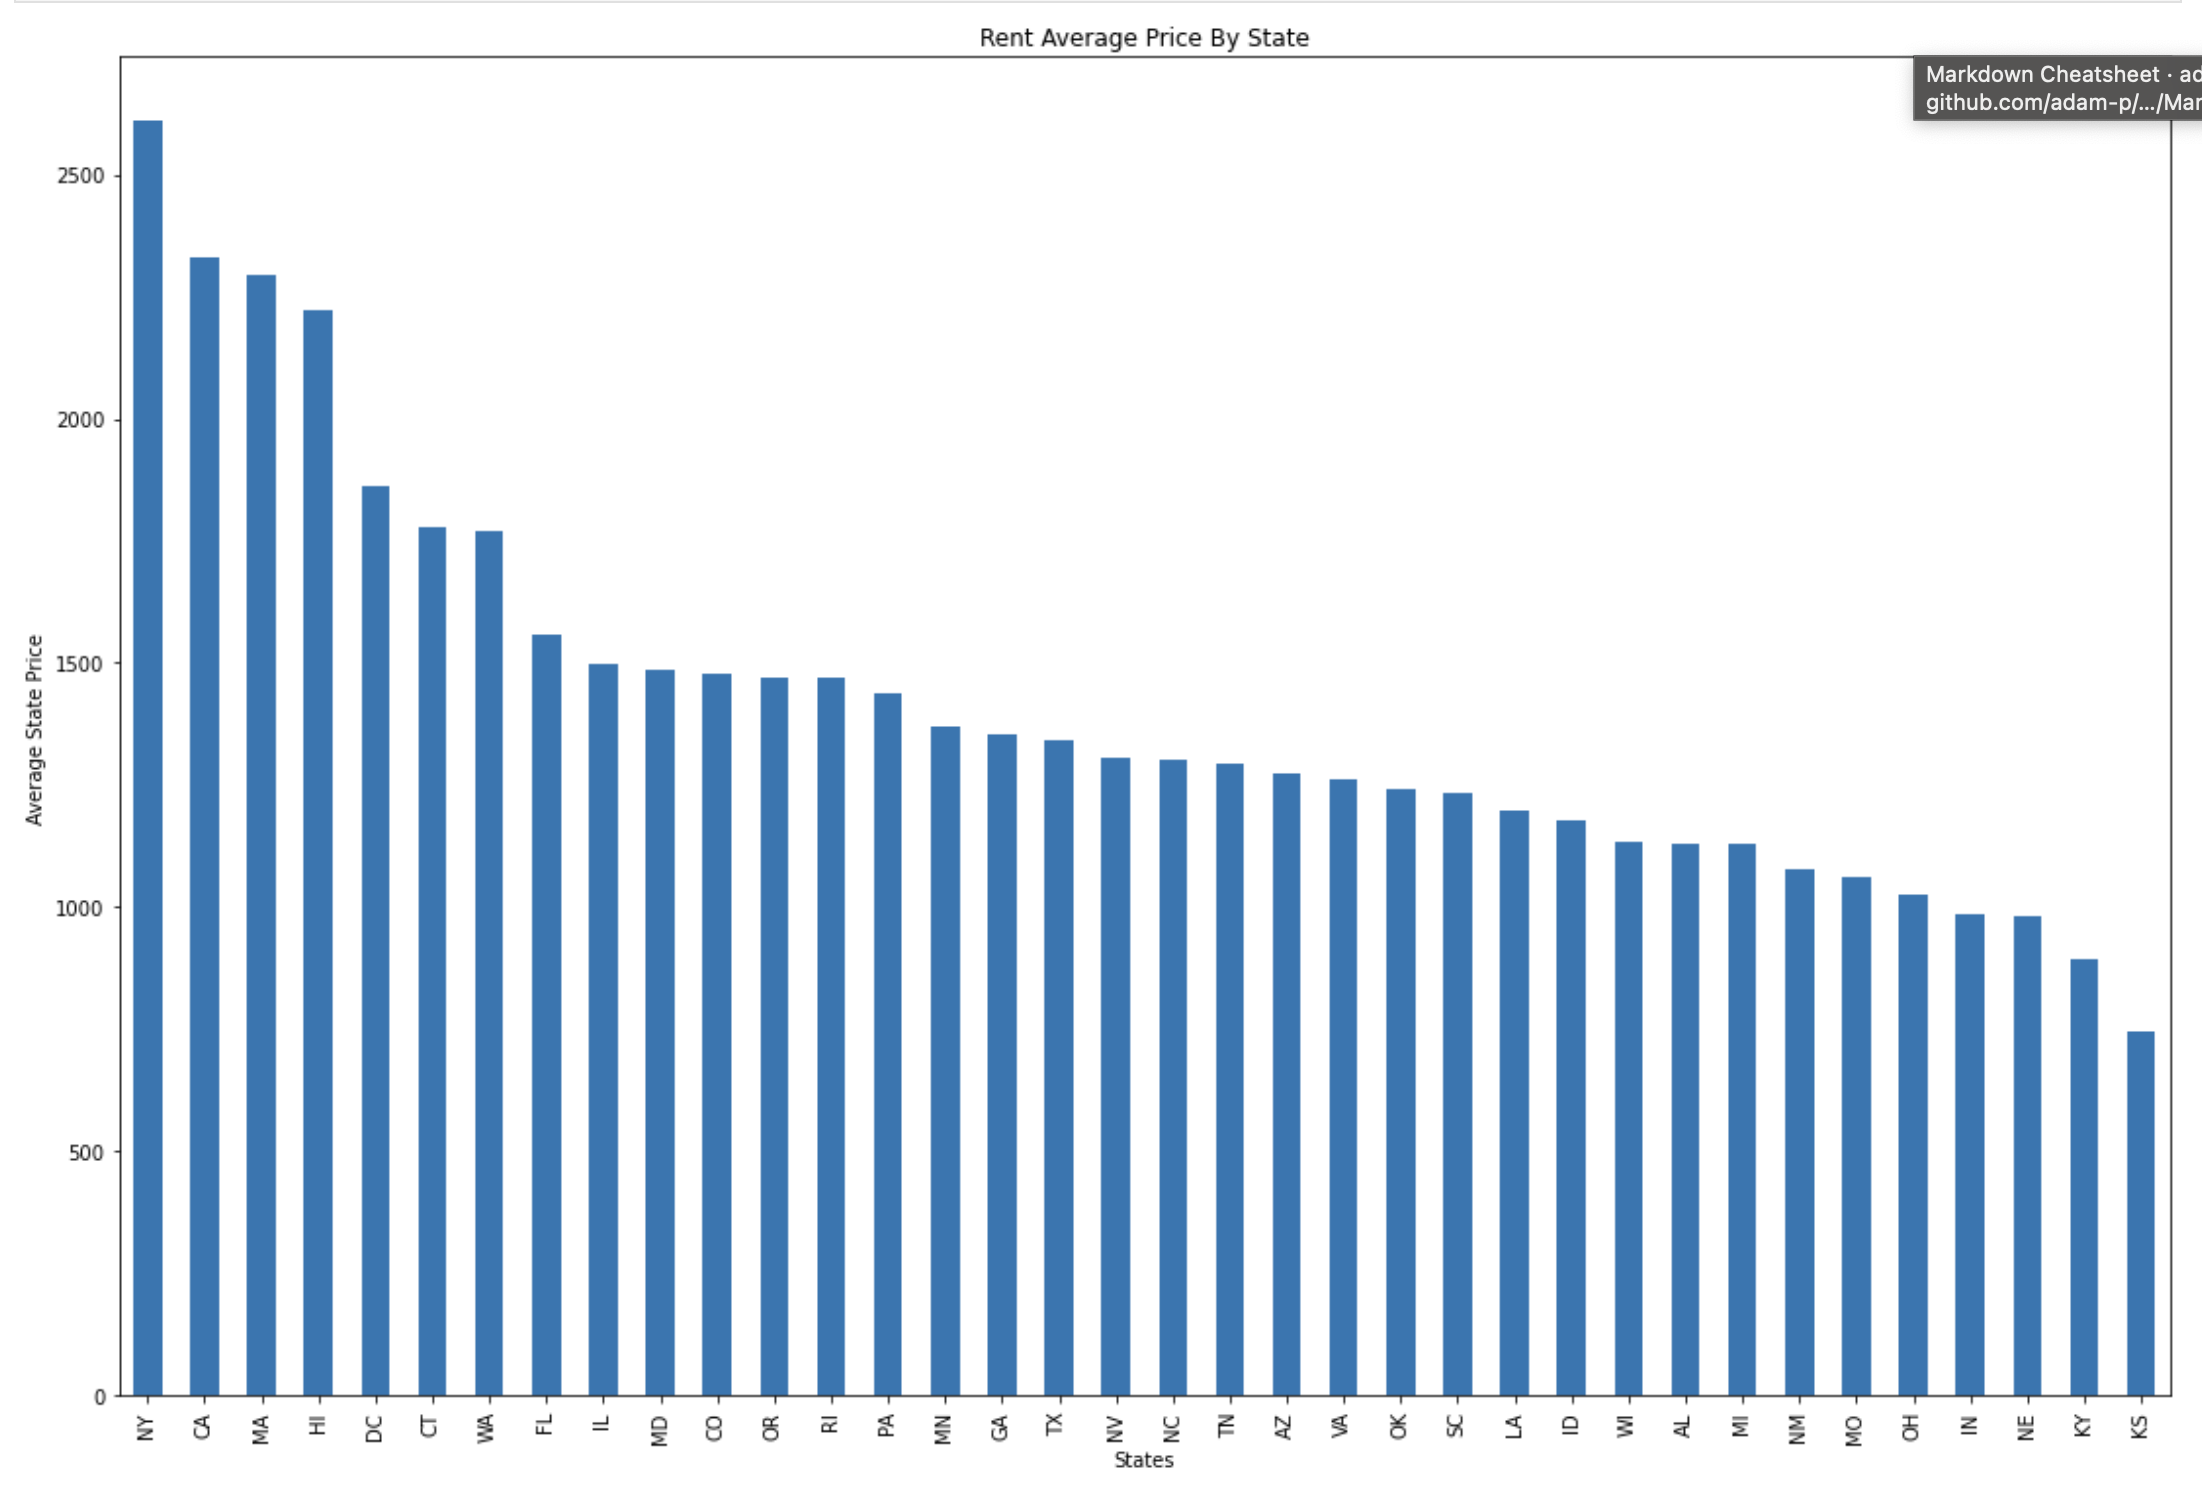 Rent Average Price By State
Markdown Cheatsheet · ad
github.com/adam-p/.../Mar
2500
2000
1500
1000
500
0
Average State Price
NY CA MA HI DC CT WA FL IL MD CO OR RI PA MN GA TX NV NC TN AZ VA OK SC LA ID WI AL MI NM MO OH IN NE KY KS
States